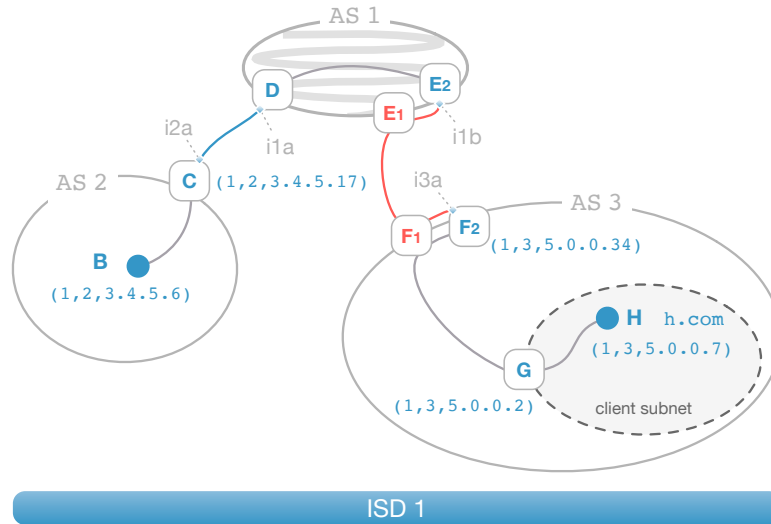 AS 1
D
E2
E1
i2a
i1a
i1b
C
(1,2,3.4.5.17)
AS 2
i3a
AS 3
F1
F2
(1,3,5.0.0.34)
B
(1,2,3.4.5.6)
H h.com
(1,3,5.0.0.7)
G
(1,3,5.0.0.2)
client subnet
ISD 1